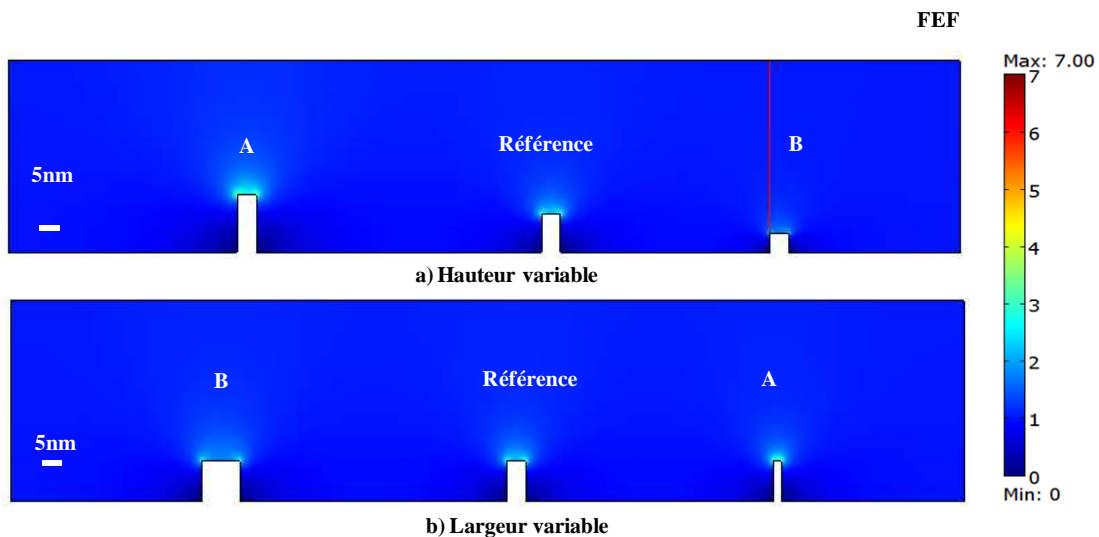 FEF
Max: 7.00
A
Référence
B
5nm
a) Hauteur variable
B
Référence
A
5nm
b) Largeur variable
7
6
5
4
3
2
1
0
Min: 0